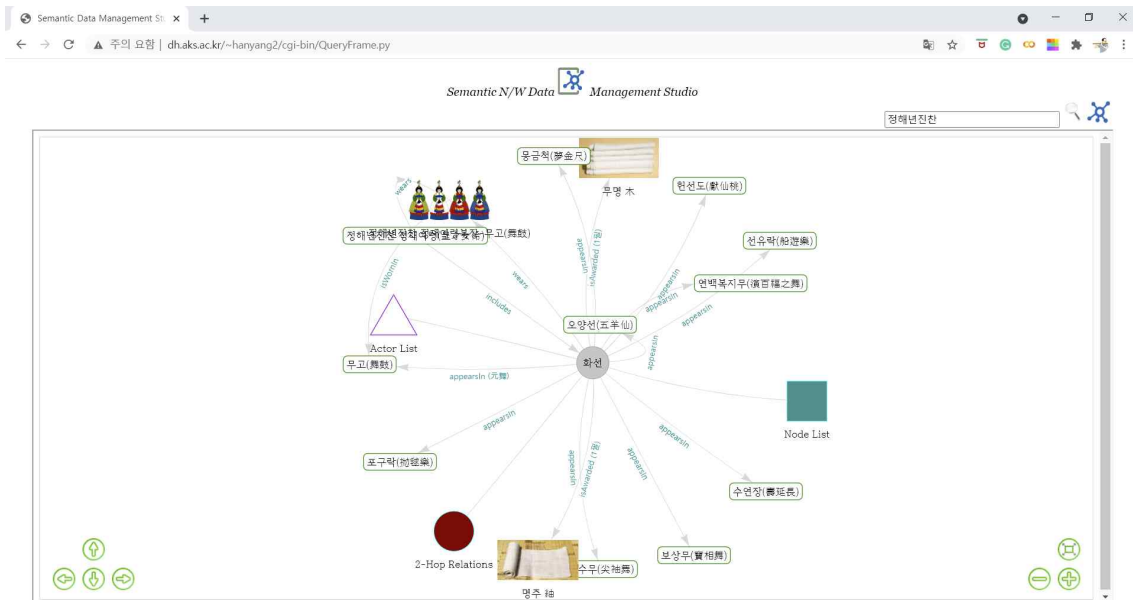 Semantic Data Management St
주의 요함 | dh.aks.ac.kr/~hanyang2/cgi-bin/QueryFrame.py
Semantic N/W Data Management Studio
정해년진찬
몽금척(夢金尺)
무명 木
헌선도(獻仙桃)
wears
무고(舞鼓)
선유락(船遊樂)
appearsIn
isAwarded (1필)
appearsIn
isWornIn
wears
연백복지무(演百福之舞)
appearsIn
includes
appearsIn
오양선(五羊仙)
Actor List
appearsIn
화선
무고(舞鼓)
appearsIn (元舞)
Node List
appearsIn
appearsIn
포구락(抛毬樂)
appearsIn
isAwarded (1필)
appearsIn
수연장(壽延長)
2-Hop Relations
보상무(寶相舞)
수무(尖袖舞)
명주 紬